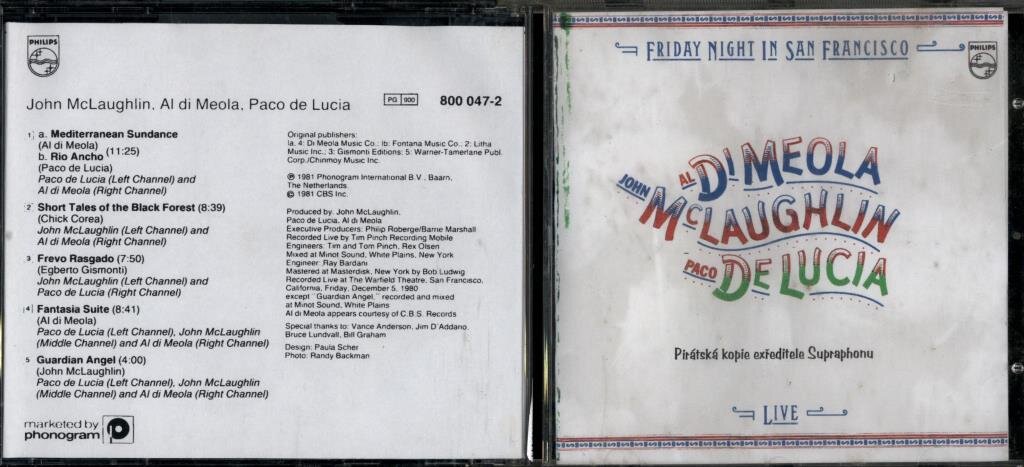 PHILIPS
John McLaughlin, Al di Meola, Paco de Lucia
PG 900
800 047-2
1 a. Mediterranean Sundance
(Al di Meola)
b. Rio Ancho (11:25)
(Paco de Lucia)
Paco de Lucia (Left Channel) and
Al di Meola (Right Channel)
2 Short Tales of the Black Forest (8:39)
(Chick Corea)
John McLaughlin (Left Channel) and
Al di Meola (Right Channel)
3 Frevo Rasgado (7:50)
(Egberto Gismonti)
John McLaughlin (Left Channel) and
Paco de Lucia (Right Channel)
4 Fantasia Suite (8:41)
(Al di Meola)
Paco de Lucia (Left Channel), John McLaughlin
(Middle Channel) and Al di Meola (Right Channel)
5 Guardian Angel (4:00)
(John McLaughlin)
Paco de Lucia (Left Channel), John McLaughlin
(Middle Channel) and Al di Meola (Right Channel)
marketed by
phonogram
Original publishers:
la, 4: Di Meola Music Co.; lb: Fontana Music Co.; 2: Litha
Music Inc.; 3: Gismonti Editions; 5: Warner-Tamerlane Publ.
Corp./Chinmoy Music Inc.
℗ 1981 Phonogram International B.V., Baarn,
The Netherlands.
© 1981 CBS Inc.
Produced by: John McLaughlin,
Paco de Lucia, Al di Meola
Executive Producers: Philip Roberge/Barrie Marshall
Recorded Live by Tim Pinch Recording Mobile
Engineers: Tim and Tom Pinch, Rex Olsen
Mixed at Minot Sound, White Plains, New York
Engineer: Ray Bardani
Mastered at Masterdisk, New York by Bob Ludwig
Recorded Live at The Warfield Theatre, San Francisco,
California, Friday, December 5, 1980
except "Guardian Angel," recorded and mixed
at Minot Sound, White Plains
Al di Meola appears courtesy of C.B.S. Records
Special thanks to: Vance Anderson, Jim D'Addano,
Bruce Lundvall, Bill Graham
Design: Paula Scher
Photo: Randy Backman
FRIDAY NIGHT IN SAN FRANCISCO
PHILIPS
AL DI MEOLA
JOHN MCLAUGHLIN
PACO DE LUCIA
Pirátská kopie exředitele Supraphonu
LIVE